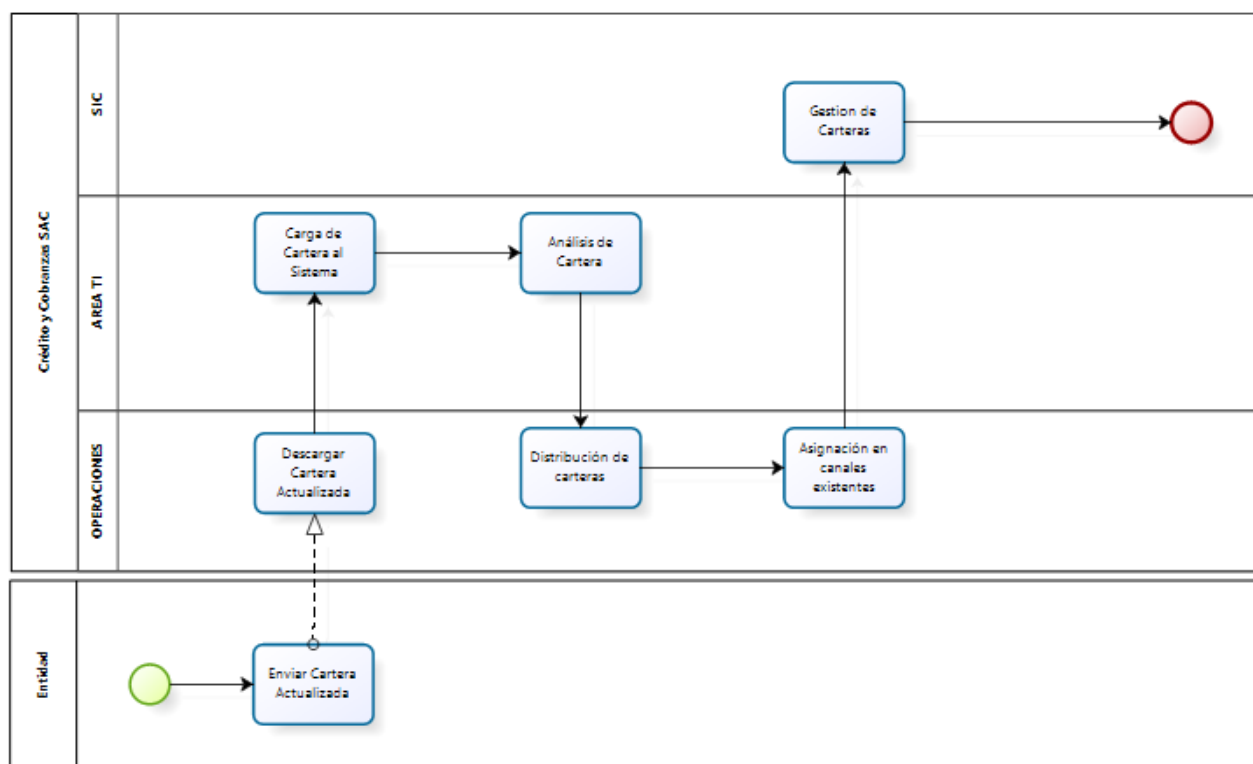 Crédito y Cobranzas SAC
SIC
Gestion de
Carteras
AREA TI
Carga de
Cartera al
Sistema
Análisis de
Cartera
OPERACIONES
Descargar
Cartera
Actualizada
Distribución de
carteras
Asignación en
canales
existentes
Entidad
Enviar Cartera
Actualizada